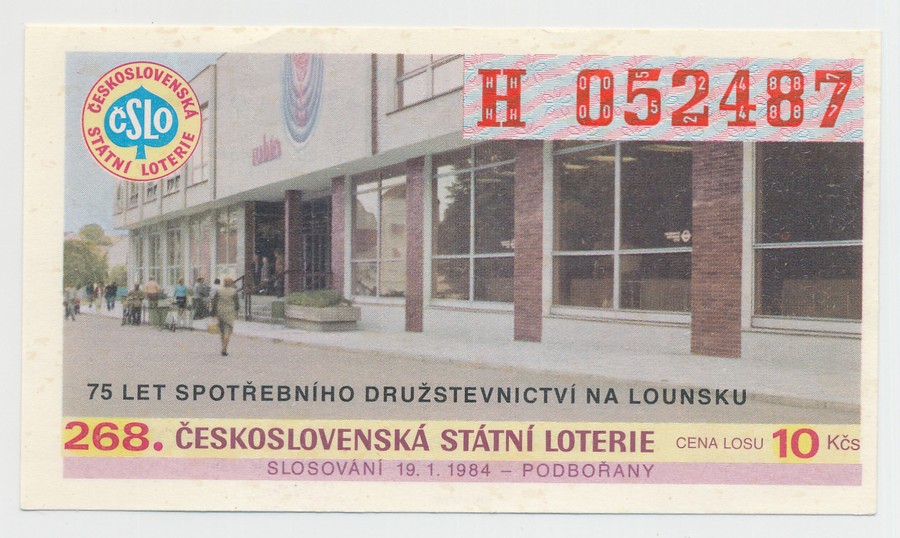 ČESKOSLOVENSKÁ
ČSLO
STÁTNÍ LOTERIE
H 052487
75 LET SPOTŘEBNÍHO DRUŽSTEVNICTVÍ NA LOUNSKU
268. ČESKOSLOVENSKÁ STÁTNÍ LOTERIE CENA LOSU 10 Kčs
SLOSOVÁNÍ 19. 1. 1984 – PODBOŘANY